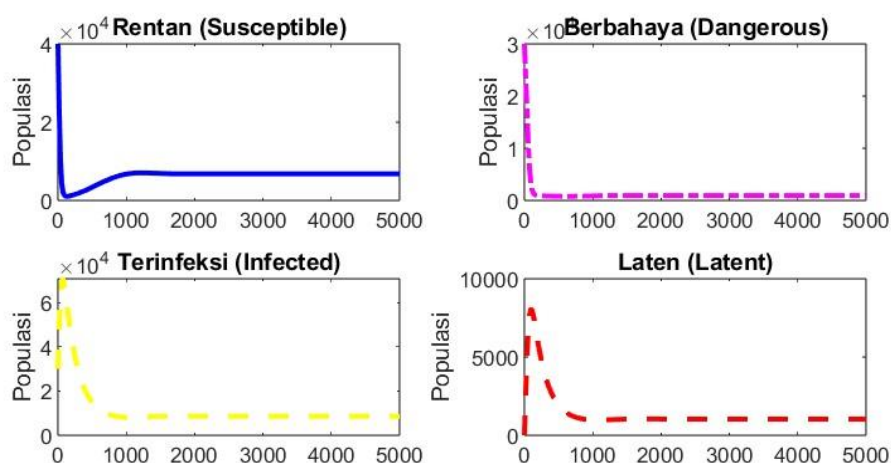 ×10⁴ Rentan (Susceptible)
4
2
0
Populasi
0 1000 2000 3000 4000 5000
Berbahaya (Dangerous)
3
2
1
0
Populasi
0 1000 2000 3000 4000 5000
×10⁴ Terinfeksi (Infected)
6
4
2
0
Populasi
0 1000 2000 3000 4000 5000
Laten (Latent)
10000
5000
0
Populasi
0 1000 2000 3000 4000 5000